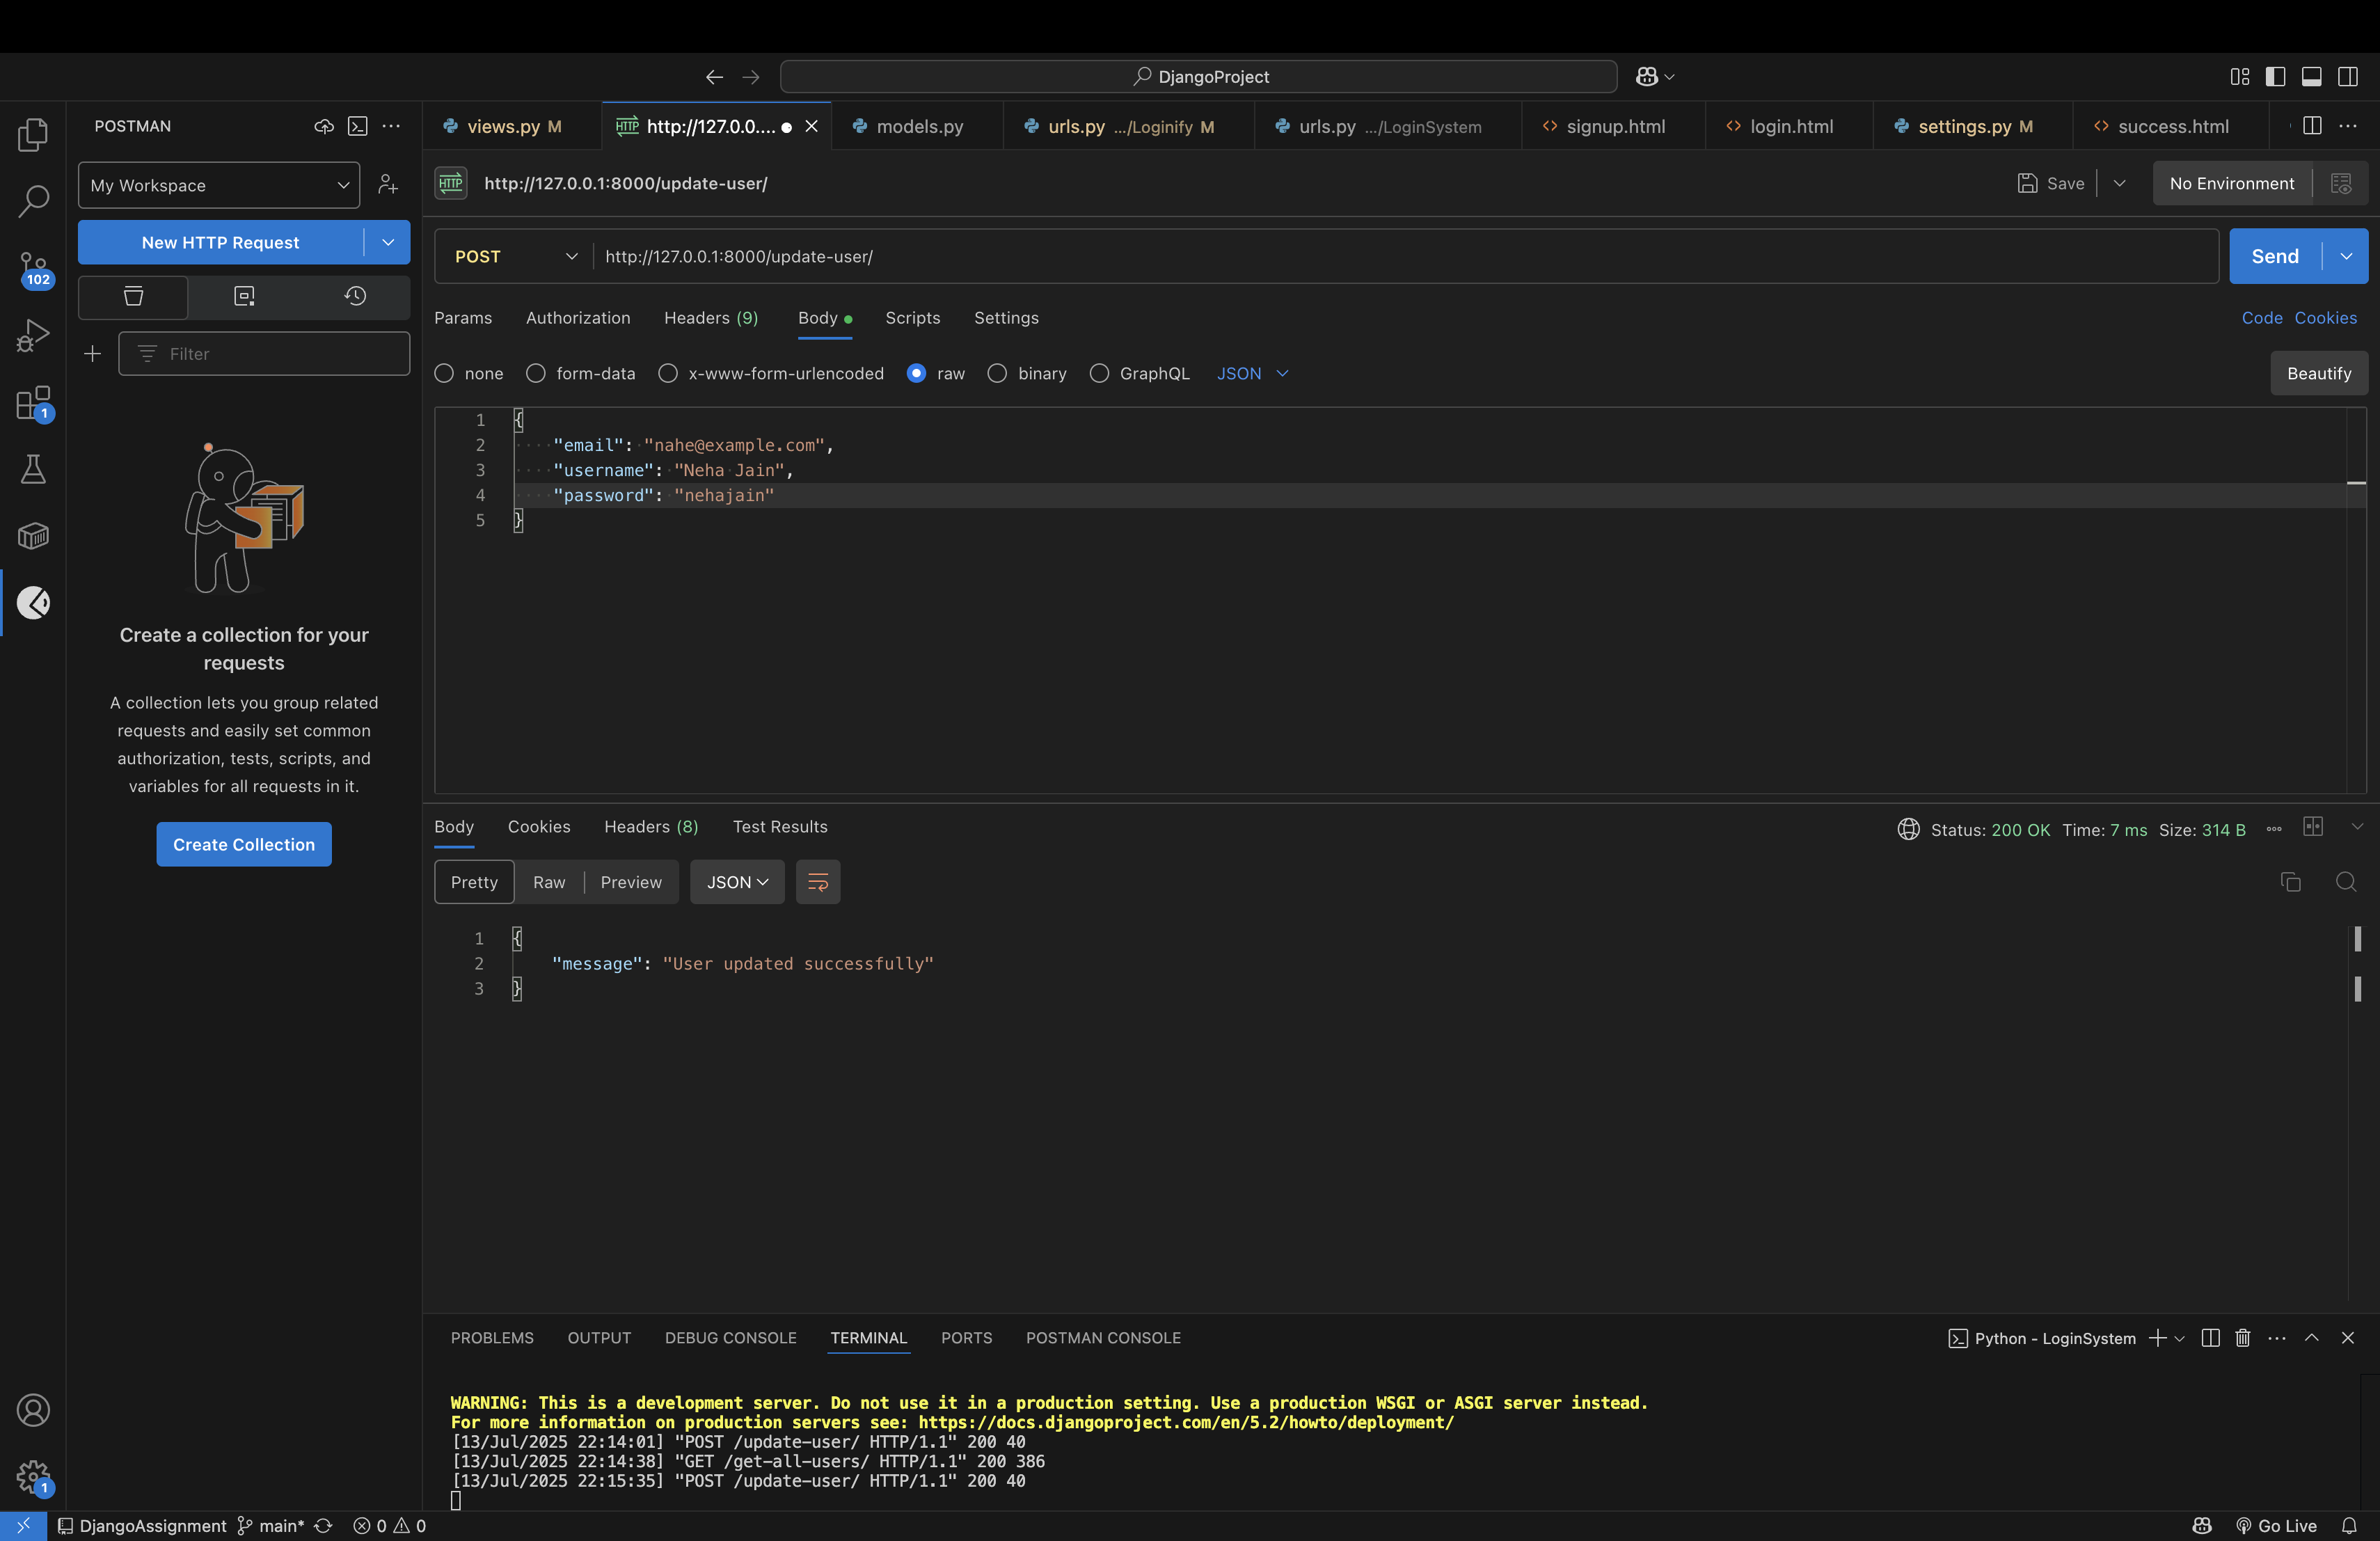 DjangoProject
POSTMAN
views.py M
http://127.0.0....
models.py
urls.py .../Loginify M
urls.py .../LoginSystem
signup.html
login.html
settings.py M
success.html
My Workspace
HTTP http://127.0.0.1:8000/update-user/
Save
No Environment
New HTTP Request
POST
http://127.0.0.1:8000/update-user/
Send
102
Params
Authorization
Headers (9)
Body
Scripts
Settings
Code
Cookies
Filter
none
form-data
x-www-form-urlencoded
raw
binary
GraphQL
JSON
Beautify
1
1 {
2 "email": "nahe@example.com",
3 "username": "Neha Jain",
4 "password": "nehajain"
5 }
Create a collection for your
requests
A collection lets you group related
requests and easily set common
authorization, tests, scripts, and
variables for all requests in it.
Create Collection
Body
Cookies
Headers (8)
Test Results
Status: 200 OK Time: 7 ms Size: 314 B
Pretty
Raw
Preview
JSON
1 {
2 "message": "User updated successfully"
3 }
PROBLEMS
OUTPUT
DEBUG CONSOLE
TERMINAL
PORTS
POSTMAN CONSOLE
Python - LoginSystem
WARNING: This is a development server. Do not use it in a production setting. Use a production WSGI or ASGI server instead.
For more information on production servers see: https://docs.djangoproject.com/en/5.2/howto/deployment/
[13/Jul/2025 22:14:01] "POST /update-user/ HTTP/1.1" 200 40
[13/Jul/2025 22:14:38] "GET /get-all-users/ HTTP/1.1" 200 386
[13/Jul/2025 22:15:35] "POST /update-user/ HTTP/1.1" 200 40
1
DjangoAssignment
main*
0
0
Go Live